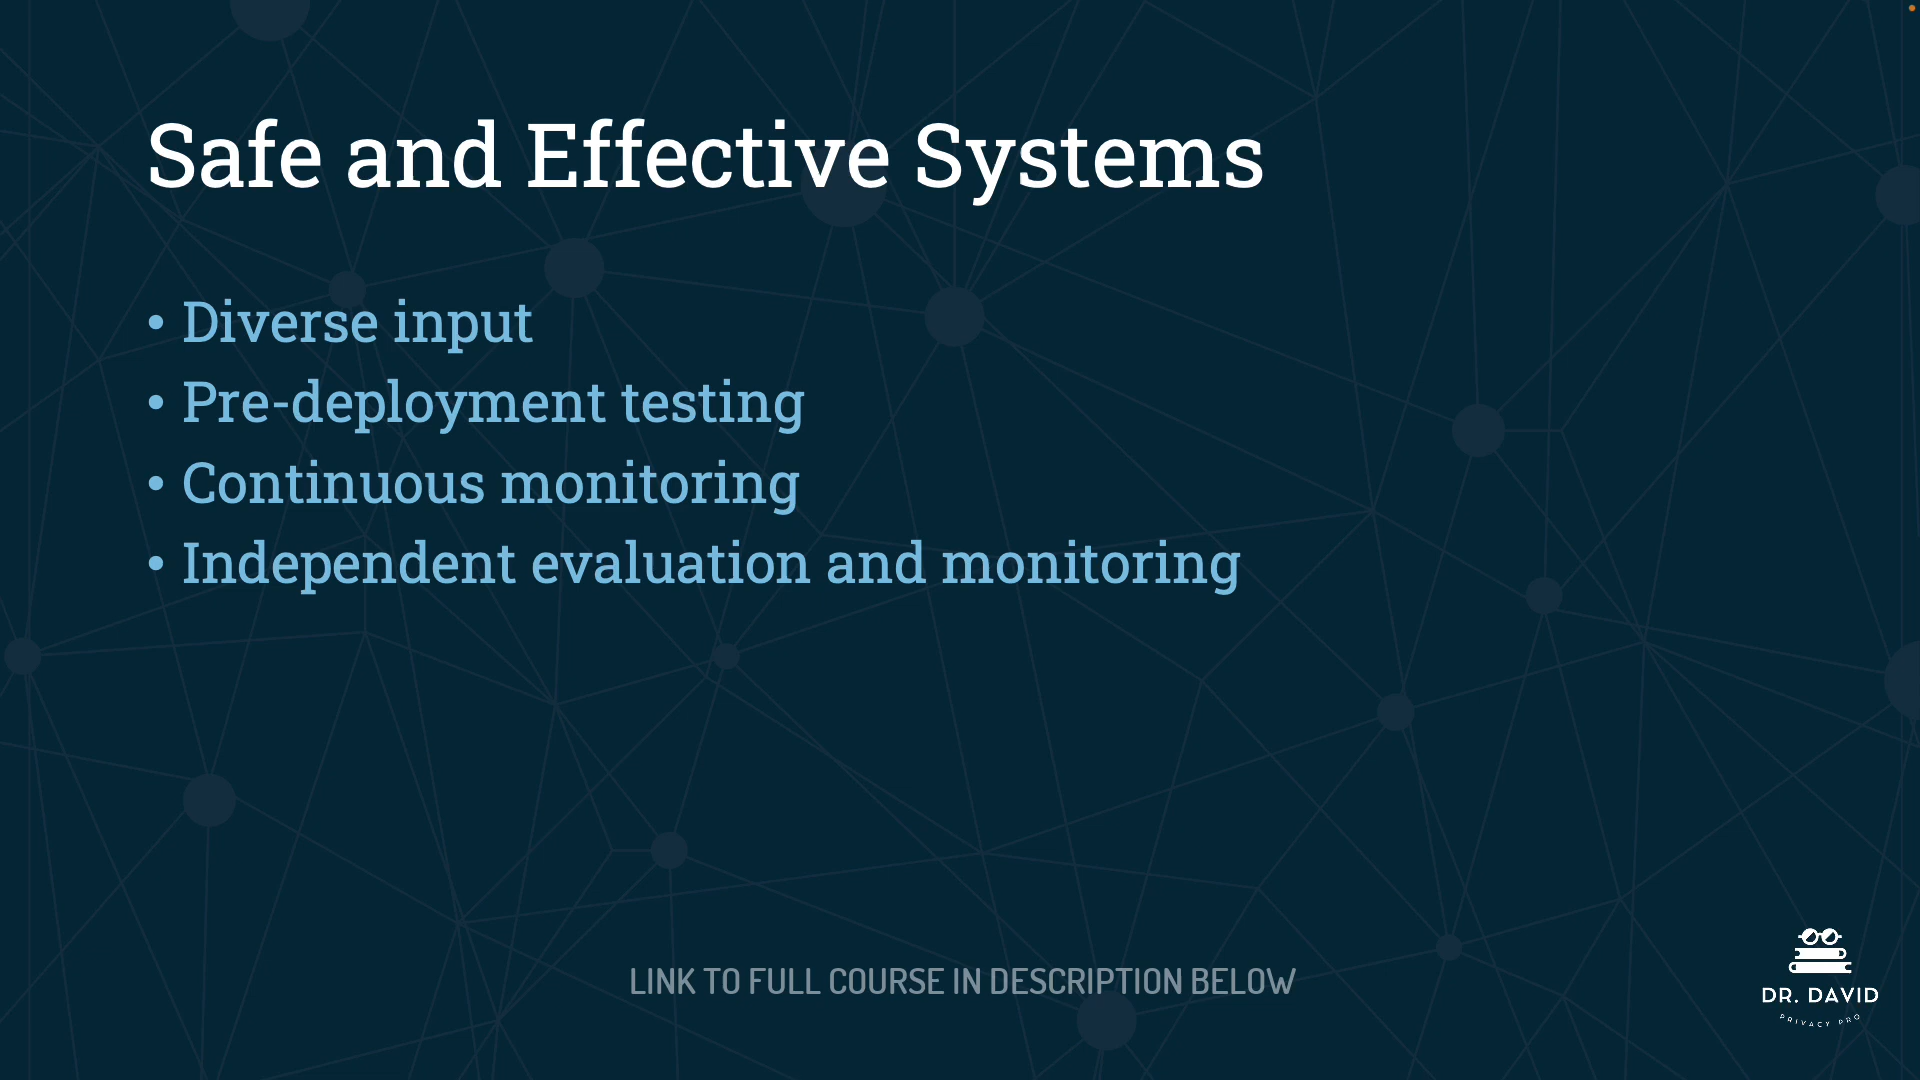 Safe and Effective Systems
• Diverse input
• Pre-deployment testing
• Continuous monitoring
• Independent evaluation and monitoring
LINK TO FULL COURSE IN DESCRIPTION BELOW
DR. DAVID
PRIVACY PRO